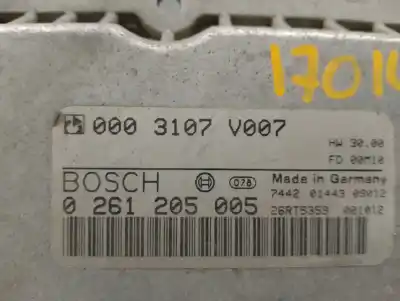 17014
000 3107 V007
HW 30.00
FD 00M10
BOSCH 078 Made in Germany
7442 01443 09012
0 261 205 005
26RT5353 001012